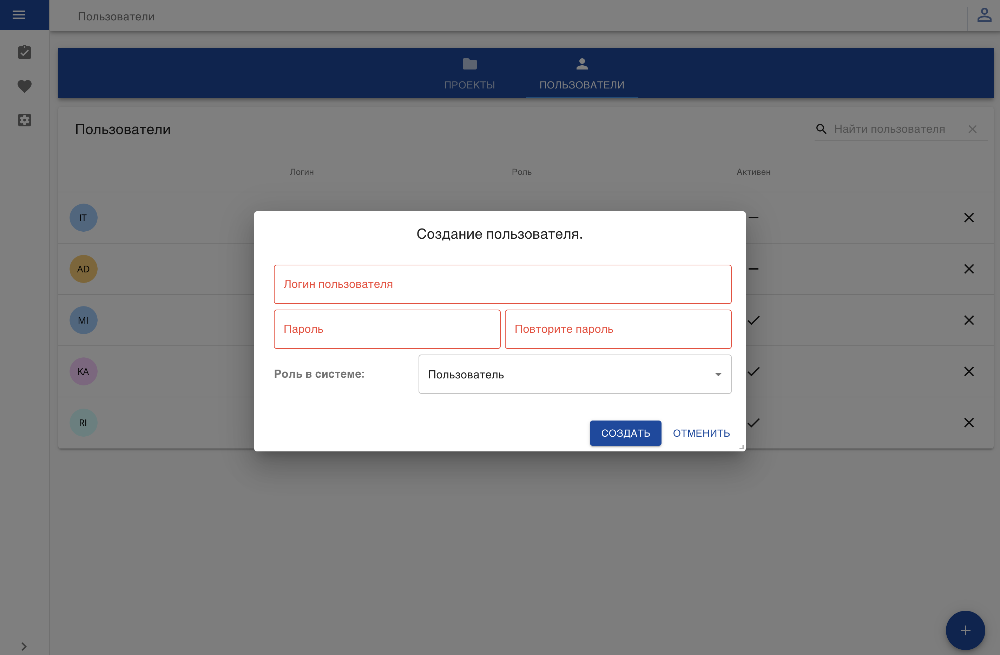 Пользователи
ПРОЕКТЫ
ПОЛЬЗОВАТЕЛИ
Пользователи
Найти пользователя
Логин
Роль
Активен
IT
AD
MI
KA
RI
Создание пользователя.
Логин пользователя
Пароль
Повторите пароль
Роль в системе:
Пользователь
СОЗДАТЬ
ОТМЕНИТЬ